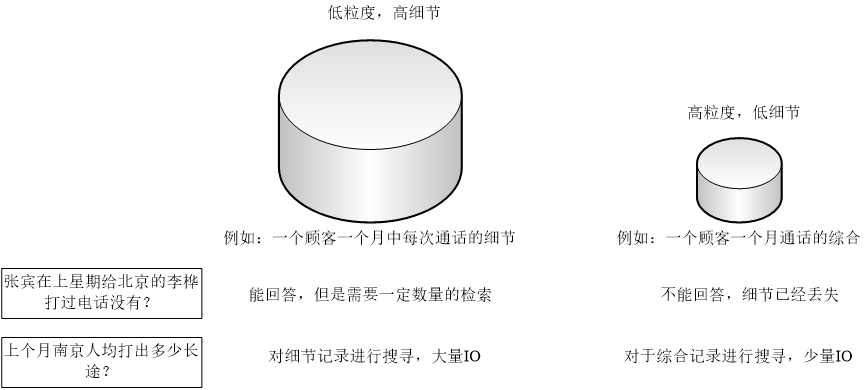 低粒度，高细节
高粒度，低细节
例如：一个顾客一个月中每次通话的细节
例如：一个顾客一个月通话的综合
张宾在上星期给北京的李桦
打过电话没有？
能回答，但是需要一定数量的检索
不能回答，细节已经丢失
上个月南京人均打出多少长
途？
对细节记录进行搜寻，大量IO
对于综合记录进行搜寻，少量IO